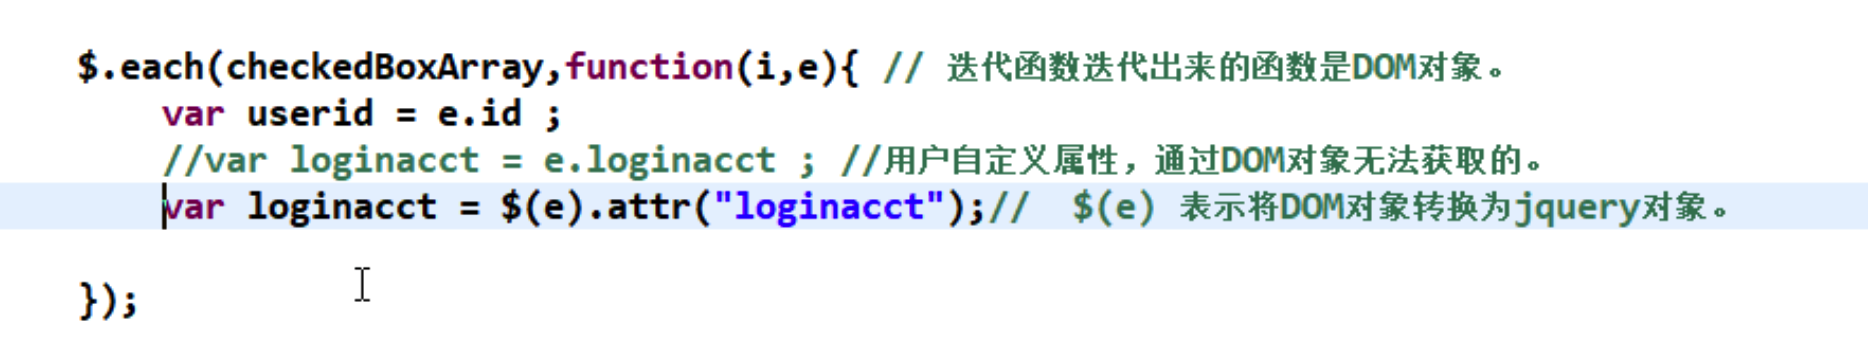 $.each(checkedBoxArray,function(i,e){ // 迭代函数迭代出来的函数是DOM对象。
var userid = e.id ;
//var loginacct = e.loginacct ; //用户自定义属性，通过DOM对象无法获取的。
var loginacct = $(e).attr("loginacct");//  $(e) 表示将DOM对象转换为jquery对象。
});